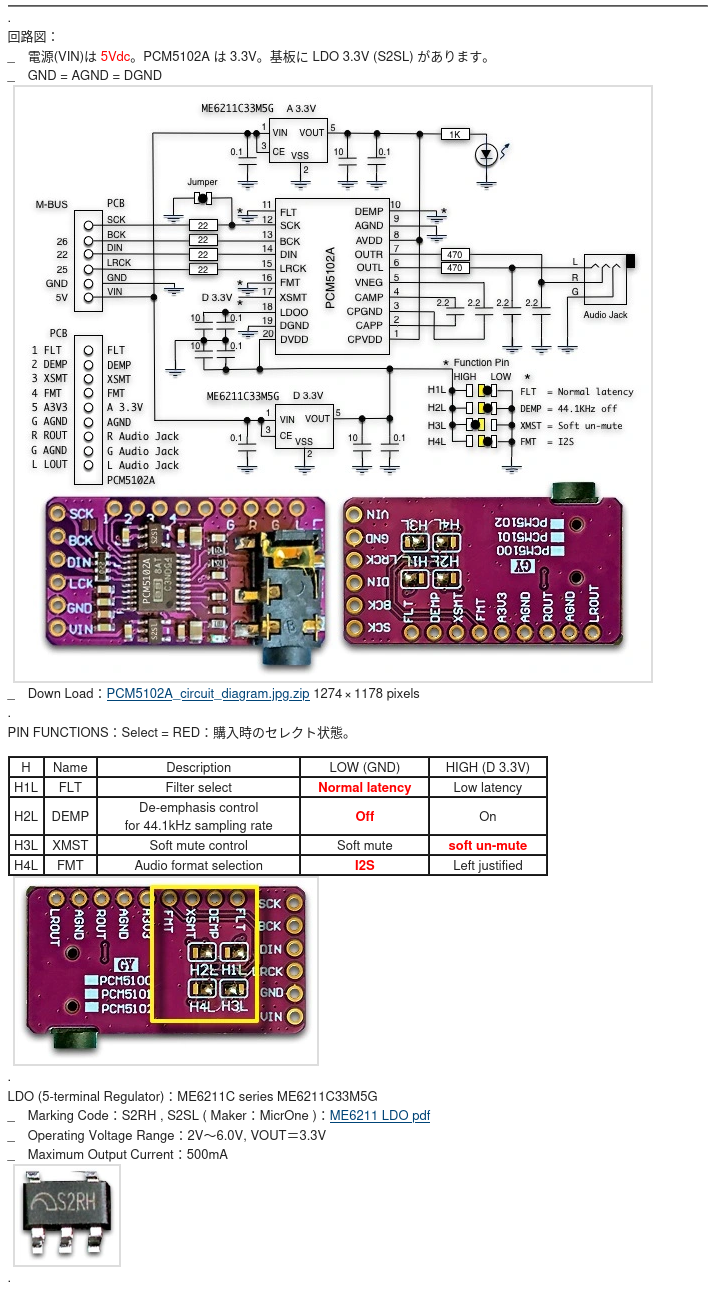 .
回路図：
_ 電源(VIN)は 5Vdc。PCM5102A は 3.3V。基板に LDO 3.3V (S2SL) があります。
_ GND = AGND = DGND
ME6211C33M5G A 3.3V
1 VIN VOUT 5
3 CE VSS
2
0.1 10 0.1
1K
Jumper
M-BUS PCB
SCK
26 BCK
22 DIN
25 LRCK
GND GND
5V VIN
22
22
22
22
PCM5102A
* 11 FLT DEMP 10 *
12 SCK AGND 9
13 BCK AVDD 8
14 DIN OUTR 7 470
15 LRCK OUTL 6 470
* 16 FMT VNEG 5
* 17 XSMT CAMP 4
18 LDOO CPGND 3
19 DGND CAPP 2
20 DVDD CPVDD 1
D 3.3V
10 0.1
10 0.1
2.2 2.2 2.2 2.2
L
R
G
Audio Jack
PCB
1 FLT FLT
2 DEMP DEMP
3 XSMT XSMT
4 FMT FMT
5 A3V3 A 3.3V
G AGND AGND
R ROUT R Audio Jack
G AGND G Audio Jack
L LOUT L Audio Jack
PCM5102A
ME6211C33M5G D 3.3V
1 VIN VOUT 5
3 CE VSS
2
0.1 10 0.1
* Function Pin
HIGH LOW *
H1L FLT = Normal latency
H2L DEMP = 44.1KHz off
H3L XMST = Soft un-mute
H4L FMT = I2S
SCK
BCK
DIN
LCK
GND
VIN
1 2 3 4 G R G L
PCM5102A
VIN
GND
LRCK
DIN
BCK
SCK
H3L H4L
H1L H2L
PCM5102
PCM5101
PCM5100
GY
FLT DEMP XSMT FMT A3V3 AGND ROUT AGND LROUT
_ Down Load：PCM5102A_circuit_diagram.jpg.zip 1274 × 1178 pixels
.
PIN FUNCTIONS：Select = RED：購入時のセレクト状態。
H Name Description LOW (GND) HIGH (D 3.3V)
H1L FLT Filter select Normal latency Low latency
H2L DEMP De-emphasis control for 44.1kHz sampling rate Off On
H3L XMST Soft mute control Soft mute soft un-mute
H4L FMT Audio format selection I2S Left justified
LROUT AGND ROUT AGND A3V3 FMT XSMT DEMP FLT
SCK
BCK
DIN
LRCK
GND
VIN
GY
PCM5100
PCM5101
PCM5102
H2L H1L
H4L H3L
.
LDO (5-terminal Regulator)：ME6211C series ME6211C33M5G
_ Marking Code：S2RH , S2SL ( Maker：MicrOne )：ME6211 LDO pdf
_ Operating Voltage Range：2V～6.0V, VOUT＝3.3V
_ Maximum Output Current：500mA
S2RH
.